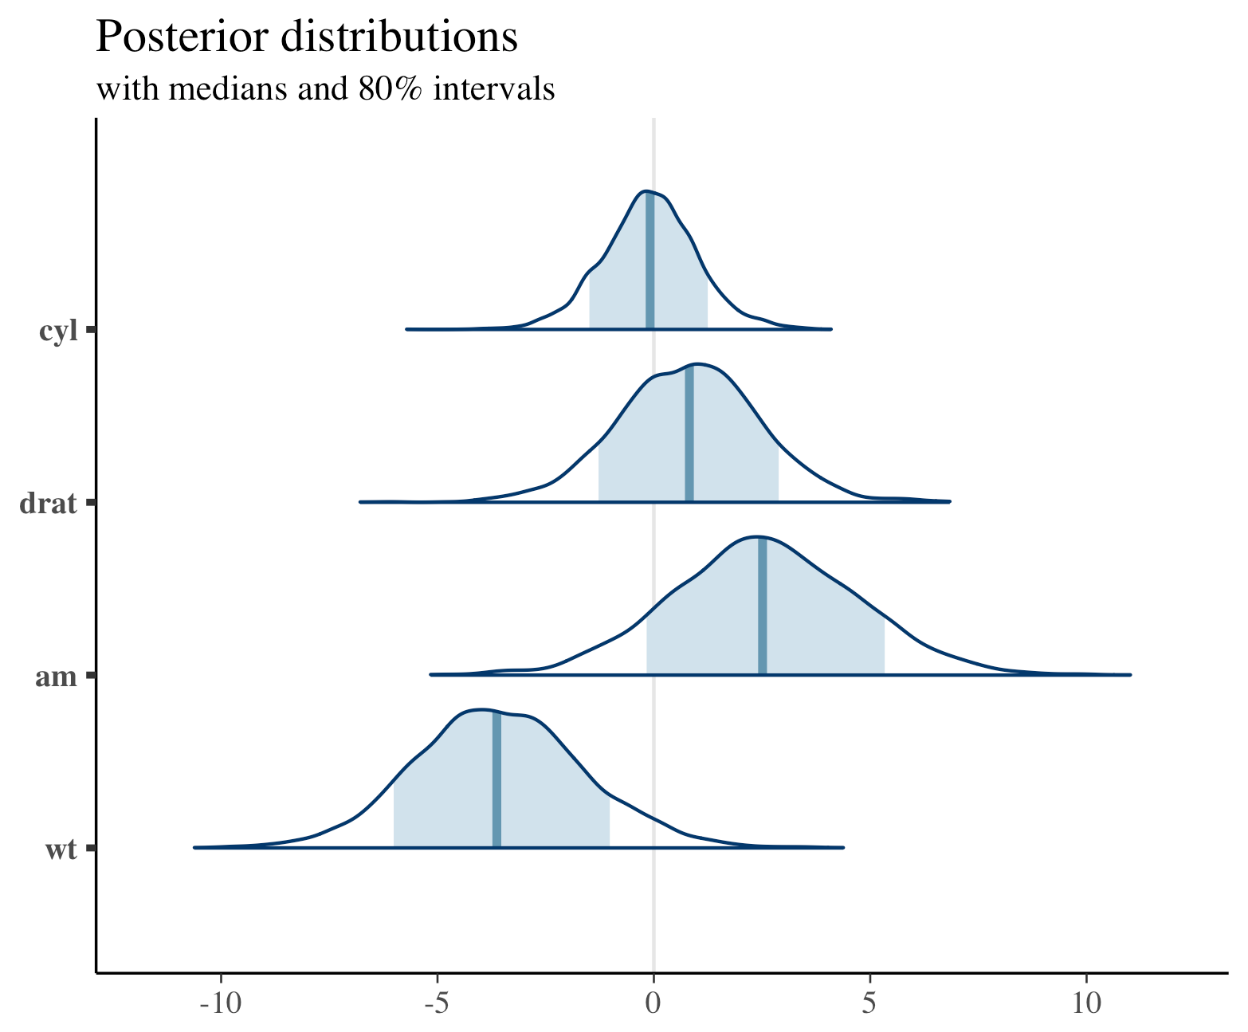 Posterior distributions
with medians and 80% intervals
cyl
drat
am
wt
-10 -5 0 5 10